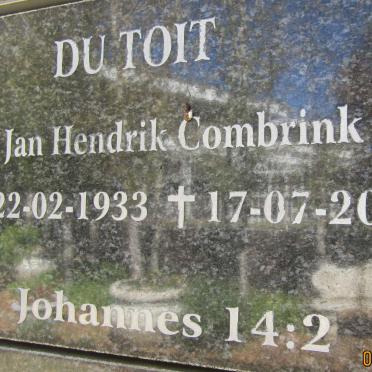 DU TOIT
Jan Hendrik Combrink
22-02-1933 † 17-07-20
Johannes 14:2